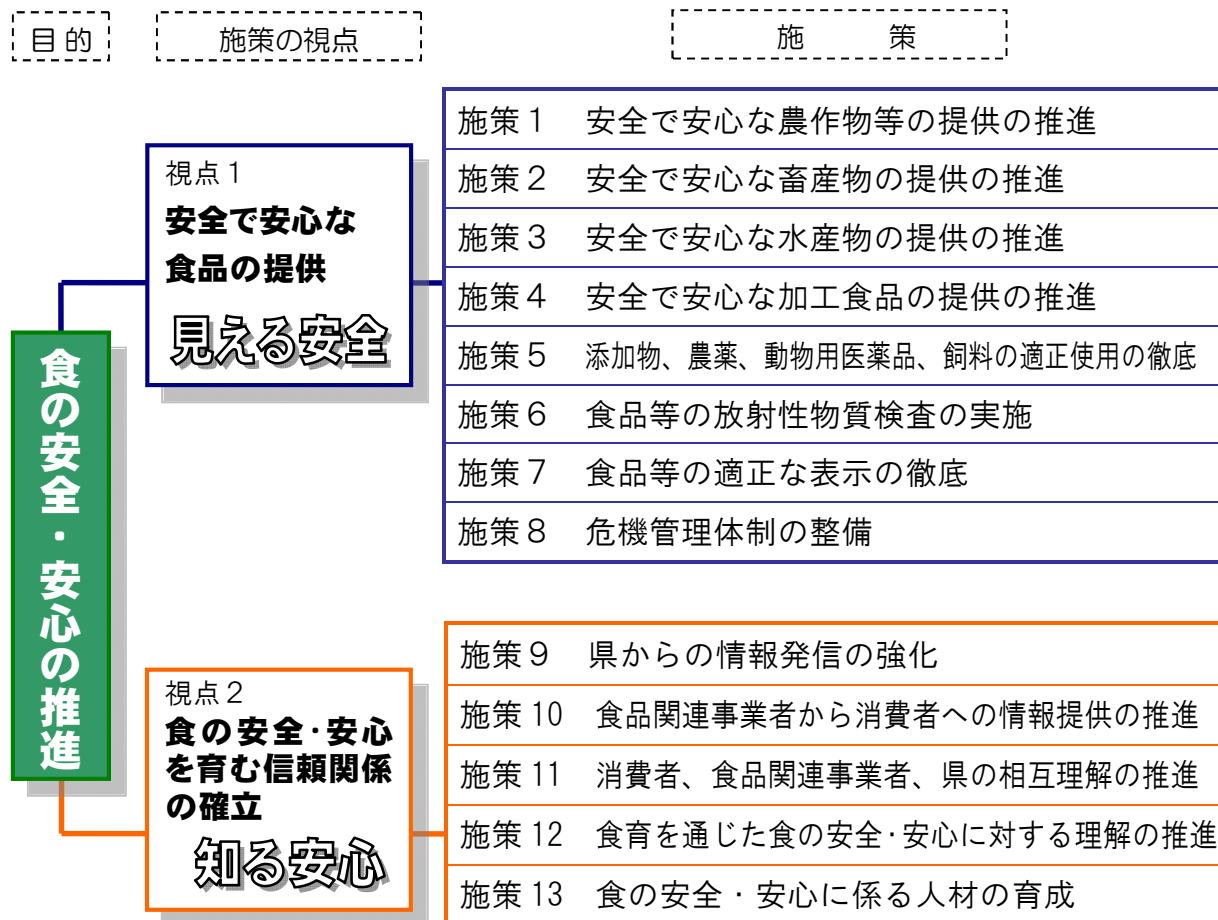 目的
施策の視点
施　　策
食の安全・安心の推進
視点１
安全で安心な
食品の提供
見える安全
施策１　安全で安心な農作物等の提供の推進
施策２　安全で安心な畜産物の提供の推進
施策３　安全で安心な水産物の提供の推進
施策４　安全で安心な加工食品の提供の推進
施策５　添加物、農薬、動物用医薬品、飼料の適正使用の徹底
施策６　食品等の放射性物質検査の実施
施策７　食品等の適正な表示の徹底
施策８　危機管理体制の整備
視点２
食の安全・安心
を育む信頼関係
の確立
知る安心
施策９　県からの情報発信の強化
施策 10　食品関連事業者から消費者への情報提供の推進
施策 11　消費者、食品関連事業者、県の相互理解の推進
施策 12　食育を通じた食の安全・安心に対する理解の推進
施策 13　食の安全・安心に係る人材の育成